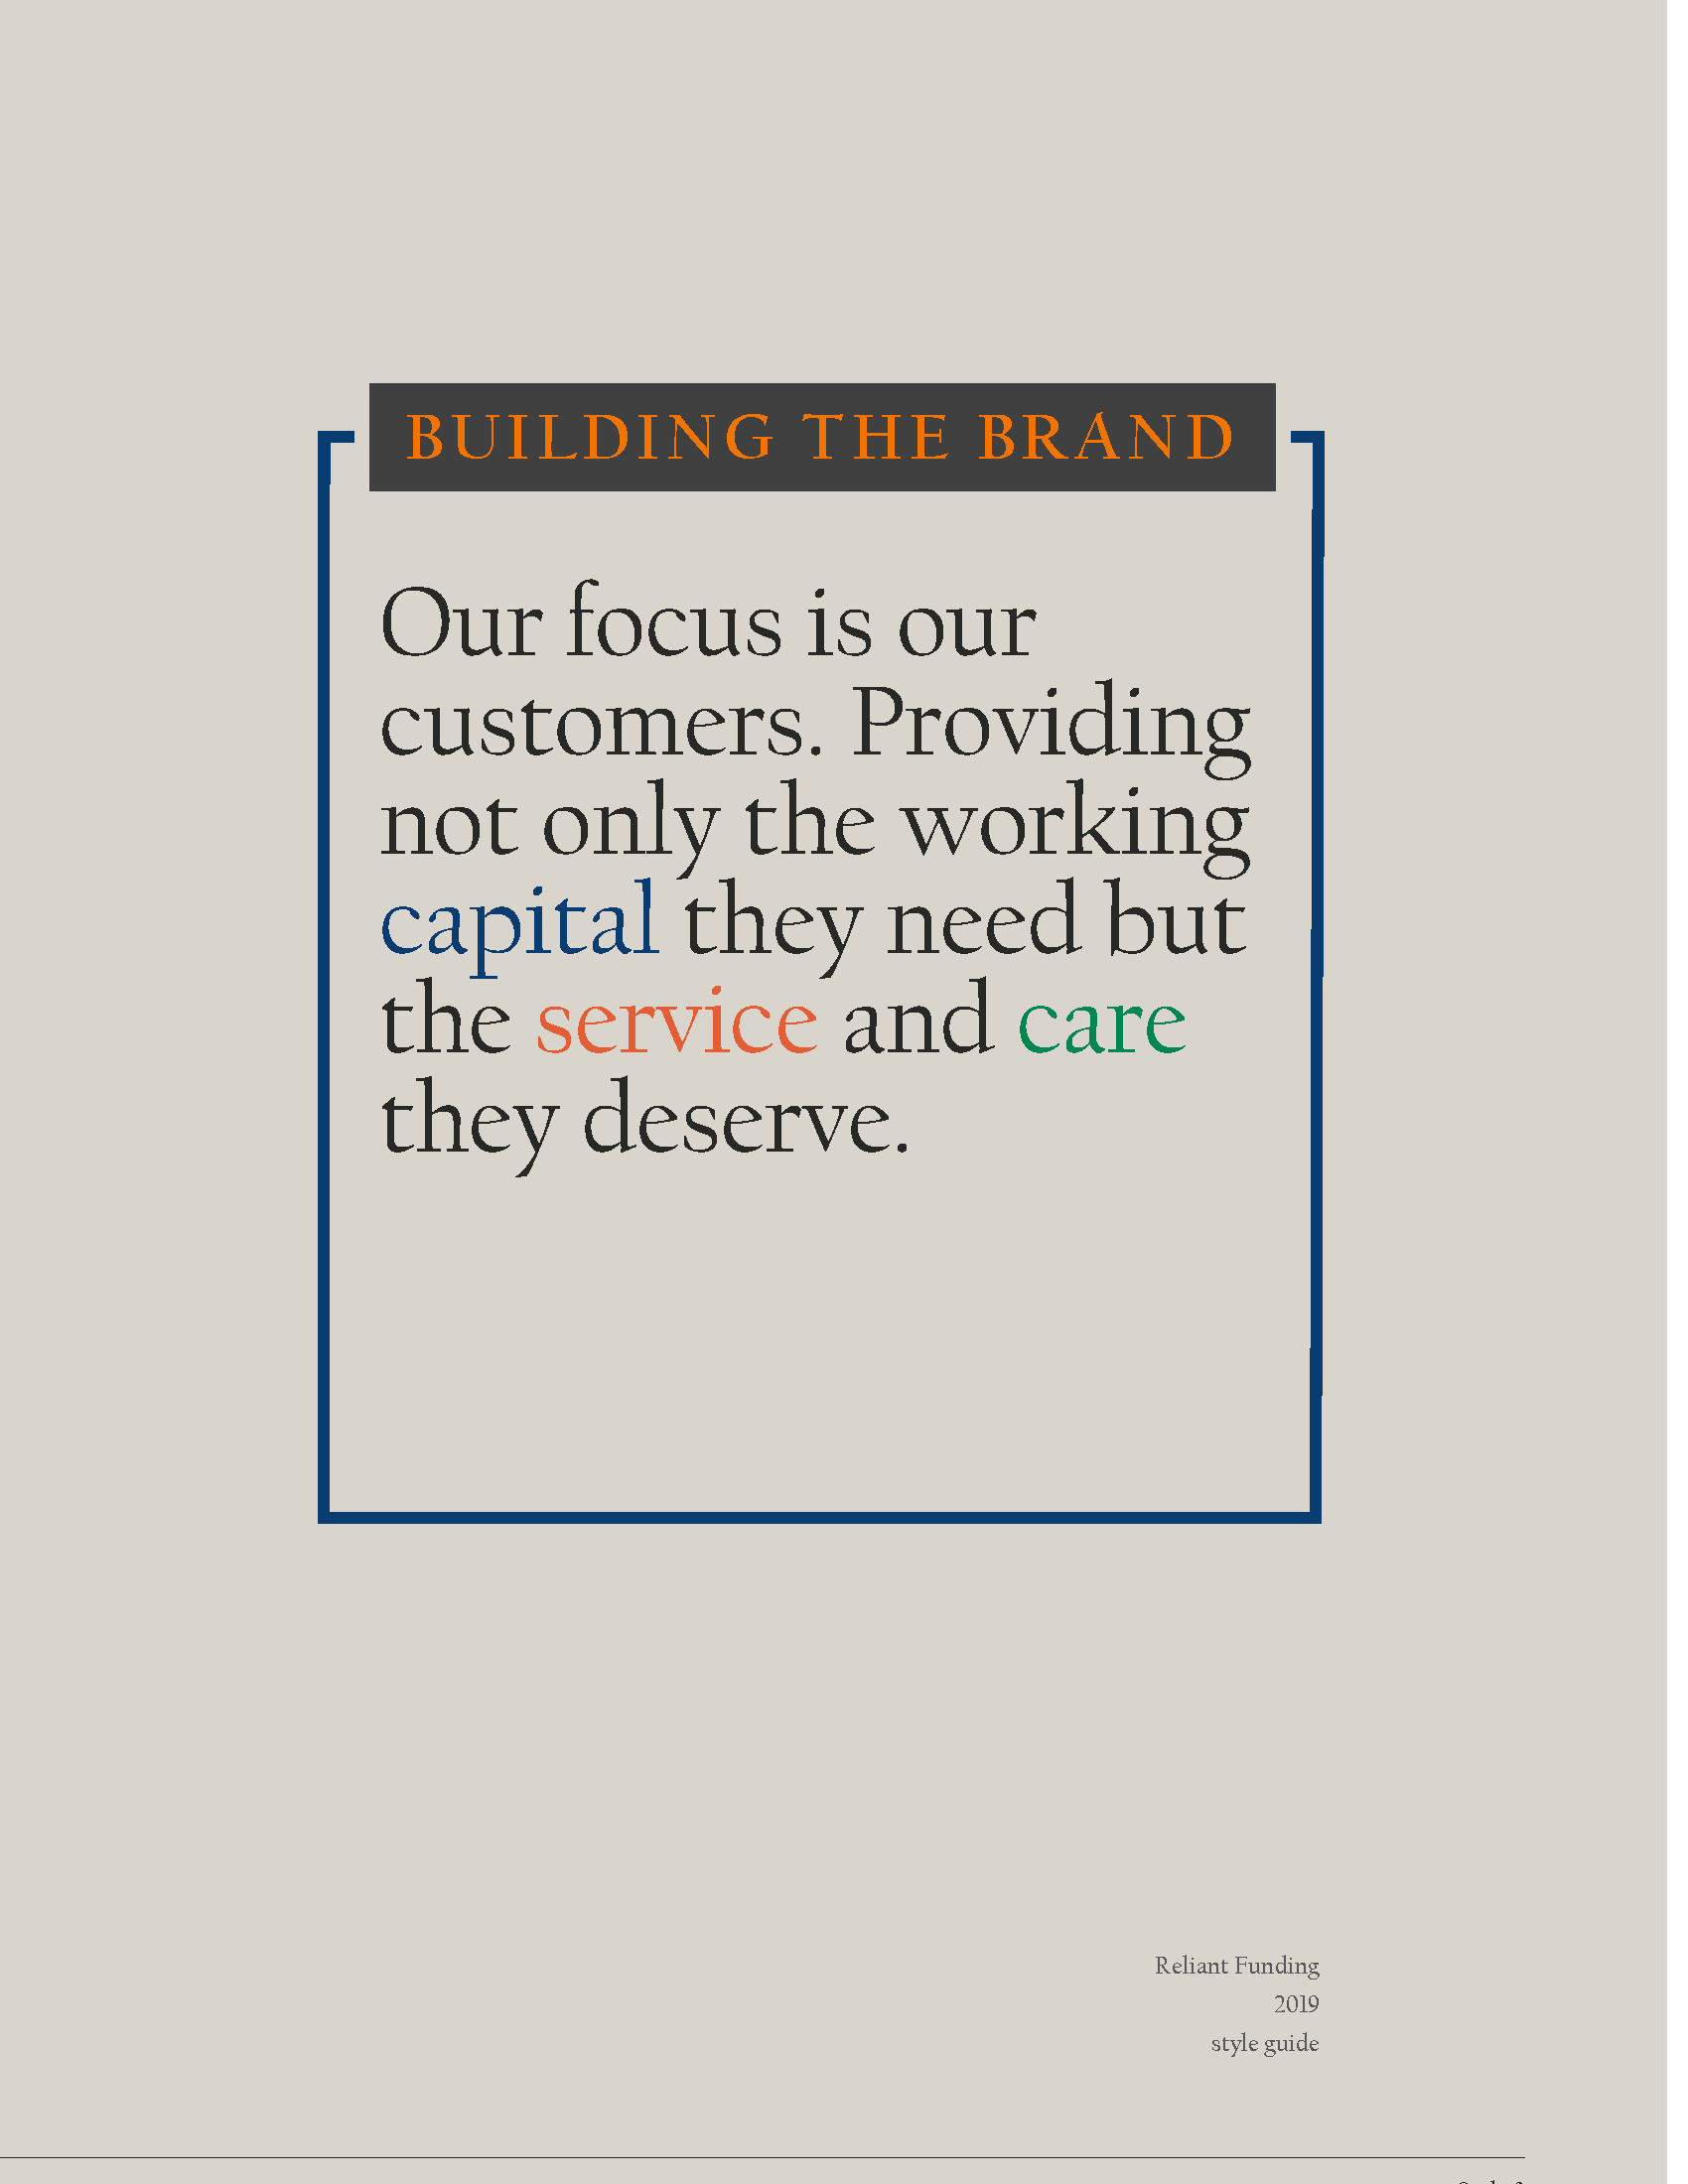 BUILDING THE BRAND
Our focus is our
customers. Providing
not only the working
capital they need but
the service and care
they deserve.
Reliant Funding
2019
style guide